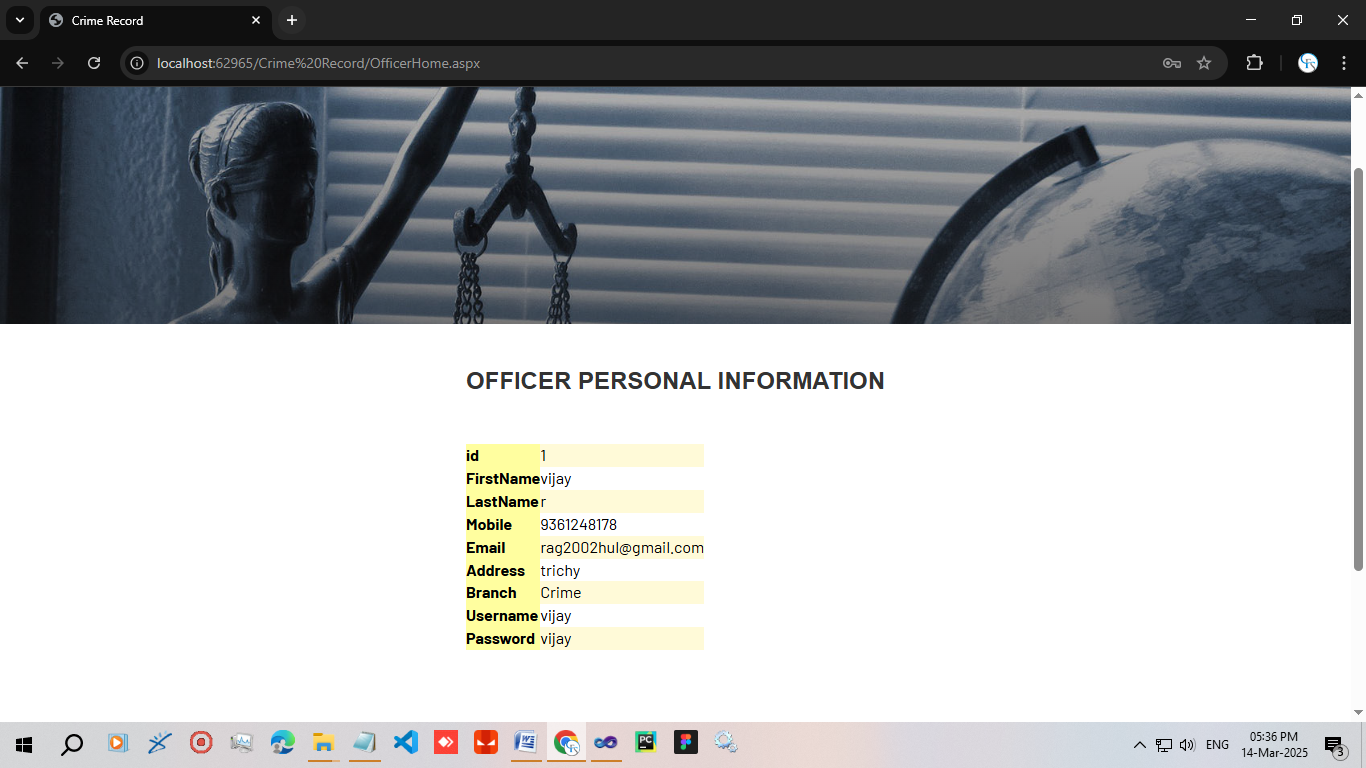 Crime Record
localhost:62965/Crime%20Record/OfficerHome.aspx
OFFICER PERSONAL INFORMATION
id 1
FirstName vijay
LastName r
Mobile 9361248178
Email rag2002hul@gmail.com
Address trichy
Branch Crime
Username vijay
Password vijay
ENG
05:36 PM
14-Mar-2025
3